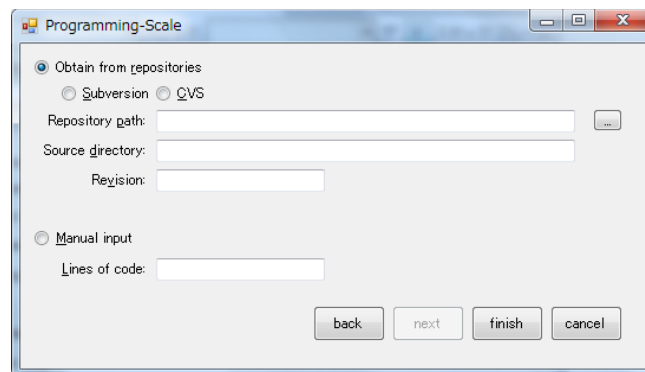 Programming-Scale
Obtain from repositories
Subversion CVS
Repository path: ...
Source directory:
Revision:
Manual input
Lines of code:
back next finish cancel